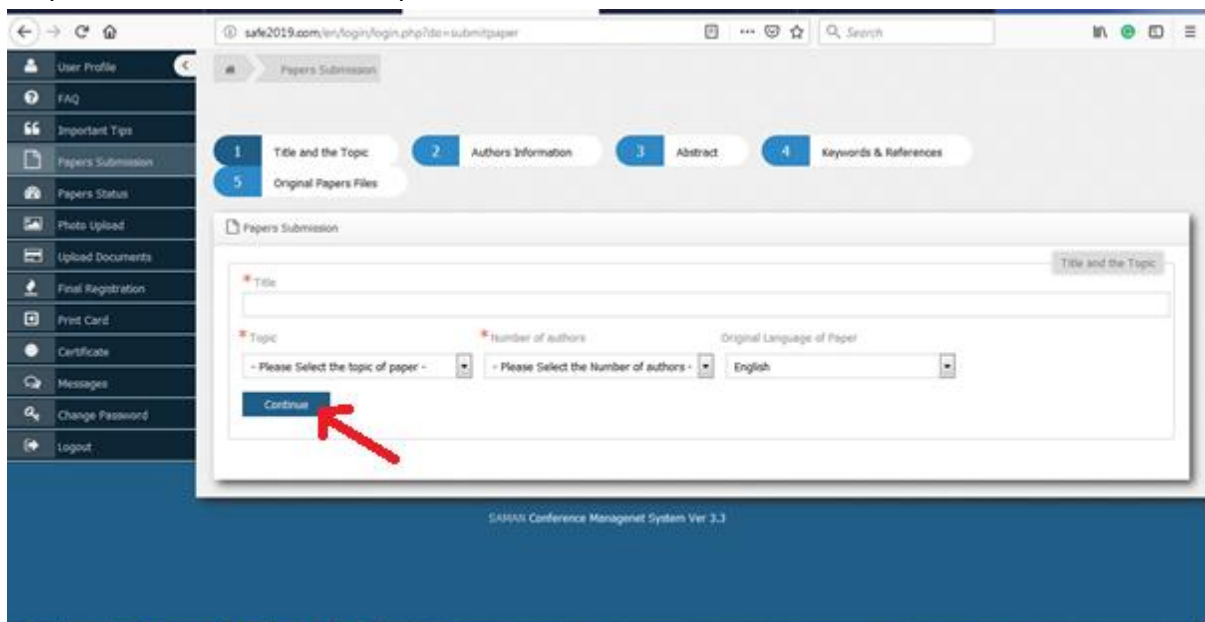 safe2019.com/en/login/login.php?do=submitpaper
Search
User Profile
FAQ
Important Tips
Papers Submission
Papers Status
Photo Upload
Upload Documents
Final Registration
Print Card
Certificate
Messages
Change Password
Logout
Papers Submission
1 Title and the Topic 2 Authors Information 3 Abstract 4 Keywords & References
5 Original Papers Files
Papers Submission
Title and the Topic
* Title
* Topic * Number of authors Original Language of Paper
- Please Select the topic of paper - - Please Select the Number of authors - English
Continue
SAMAN Conference Managenet System Ver 3.3